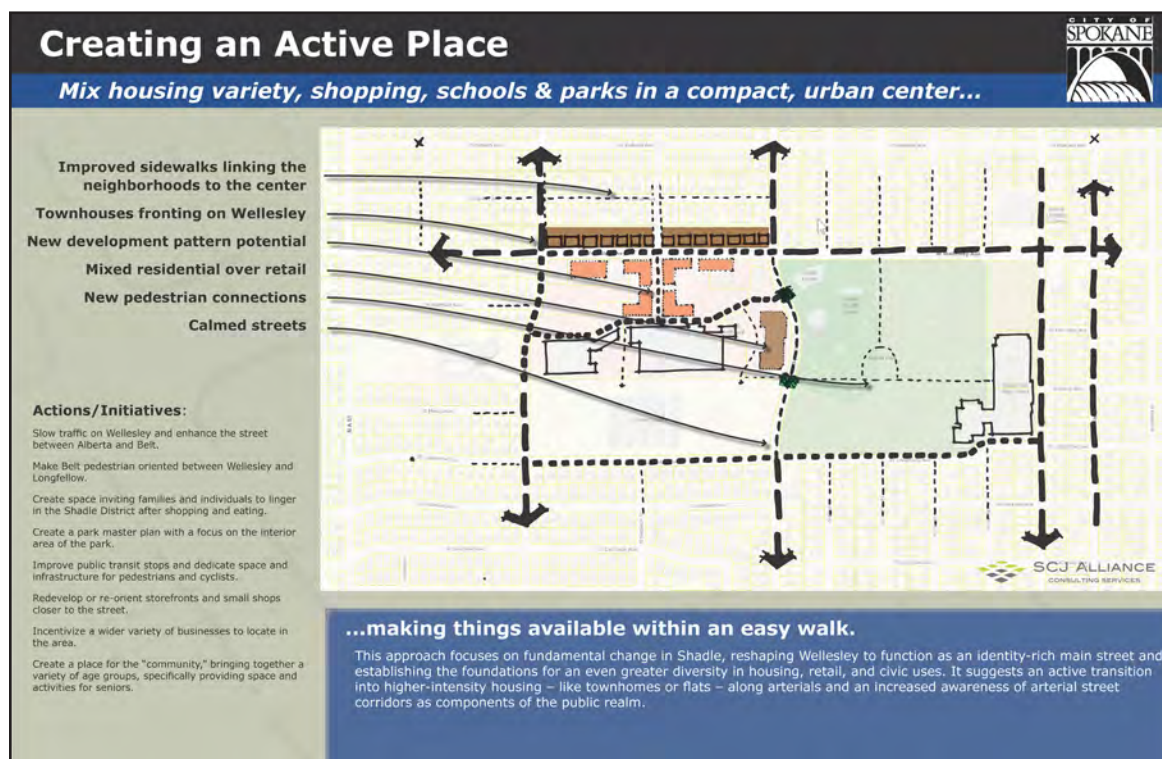 Creating an Active Place
CITY OF
SPOKANE
Mix housing variety, shopping, schools & parks in a compact, urban center...
Improved sidewalks linking the
neighborhoods to the center
Townhouses fronting on Wellesley
New development pattern potential
Mixed residential over retail
New pedestrian connections
Calmed streets
Actions/Initiatives:
Slow traffic on Wellesley and enhance the street
between Alberta and Belt.
Make Belt pedestrian oriented between Wellesley and
Longfellow.
Create space inviting families and individuals to linger
in the Shadle District after shopping and eating.
Create a park master plan with a focus on the interior
area of the park.
Improve public transit stops and dedicate space and
infrastructure for pedestrians and cyclists.
Redevelop or re-orient storefronts and small shops
closer to the street.
Incentivize a wider variety of businesses to locate in
the area.
Create a place for the “community,” bringing together a
variety of age groups, specifically providing space and
activities for seniors.
SCJ ALLIANCE
CONSULTING SERVICES
...making things available within an easy walk.
This approach focuses on fundamental change in Shadle, reshaping Wellesley to function as an identity-rich main street and
establishing the foundations for an even greater diversity in housing, retail, and civic uses. It suggests an active transition
into higher-intensity housing – like townhomes or flats – along arterials and an increased awareness of arterial street
corridors as components of the public realm.